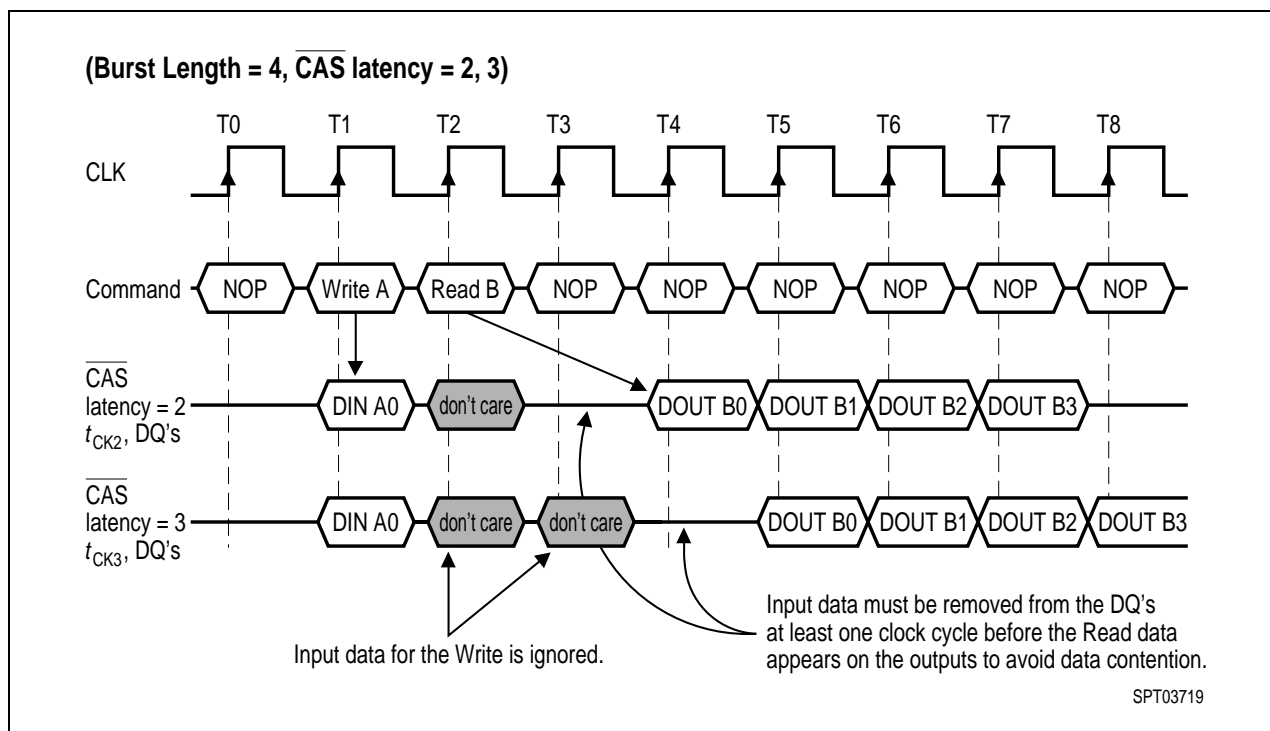 (Burst Length = 4, CAS latency = 2, 3)
T0 T1 T2 T3 T4 T5 T6 T7 T8
CLK
Command NOP Write A Read B NOP NOP NOP NOP NOP NOP
CAS
latency = 2 DIN A0 don't care DOUT B0 DOUT B1 DOUT B2 DOUT B3
tCK2, DQ's
CAS
latency = 3 DIN A0 don't care don't care DOUT B0 DOUT B1 DOUT B2 DOUT B3
tCK3, DQ's
Input data for the Write is ignored.
Input data must be removed from the DQ's
at least one clock cycle before the Read data
appears on the outputs to avoid data contention.
SPT03719